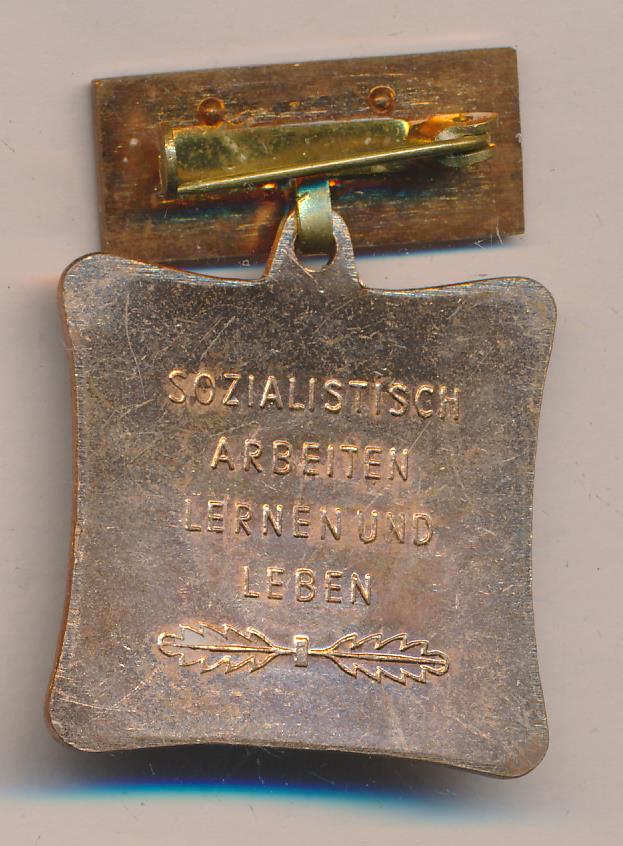 SOZIALISTISCH
ARBEITEN
LERNEN UND
LEBEN